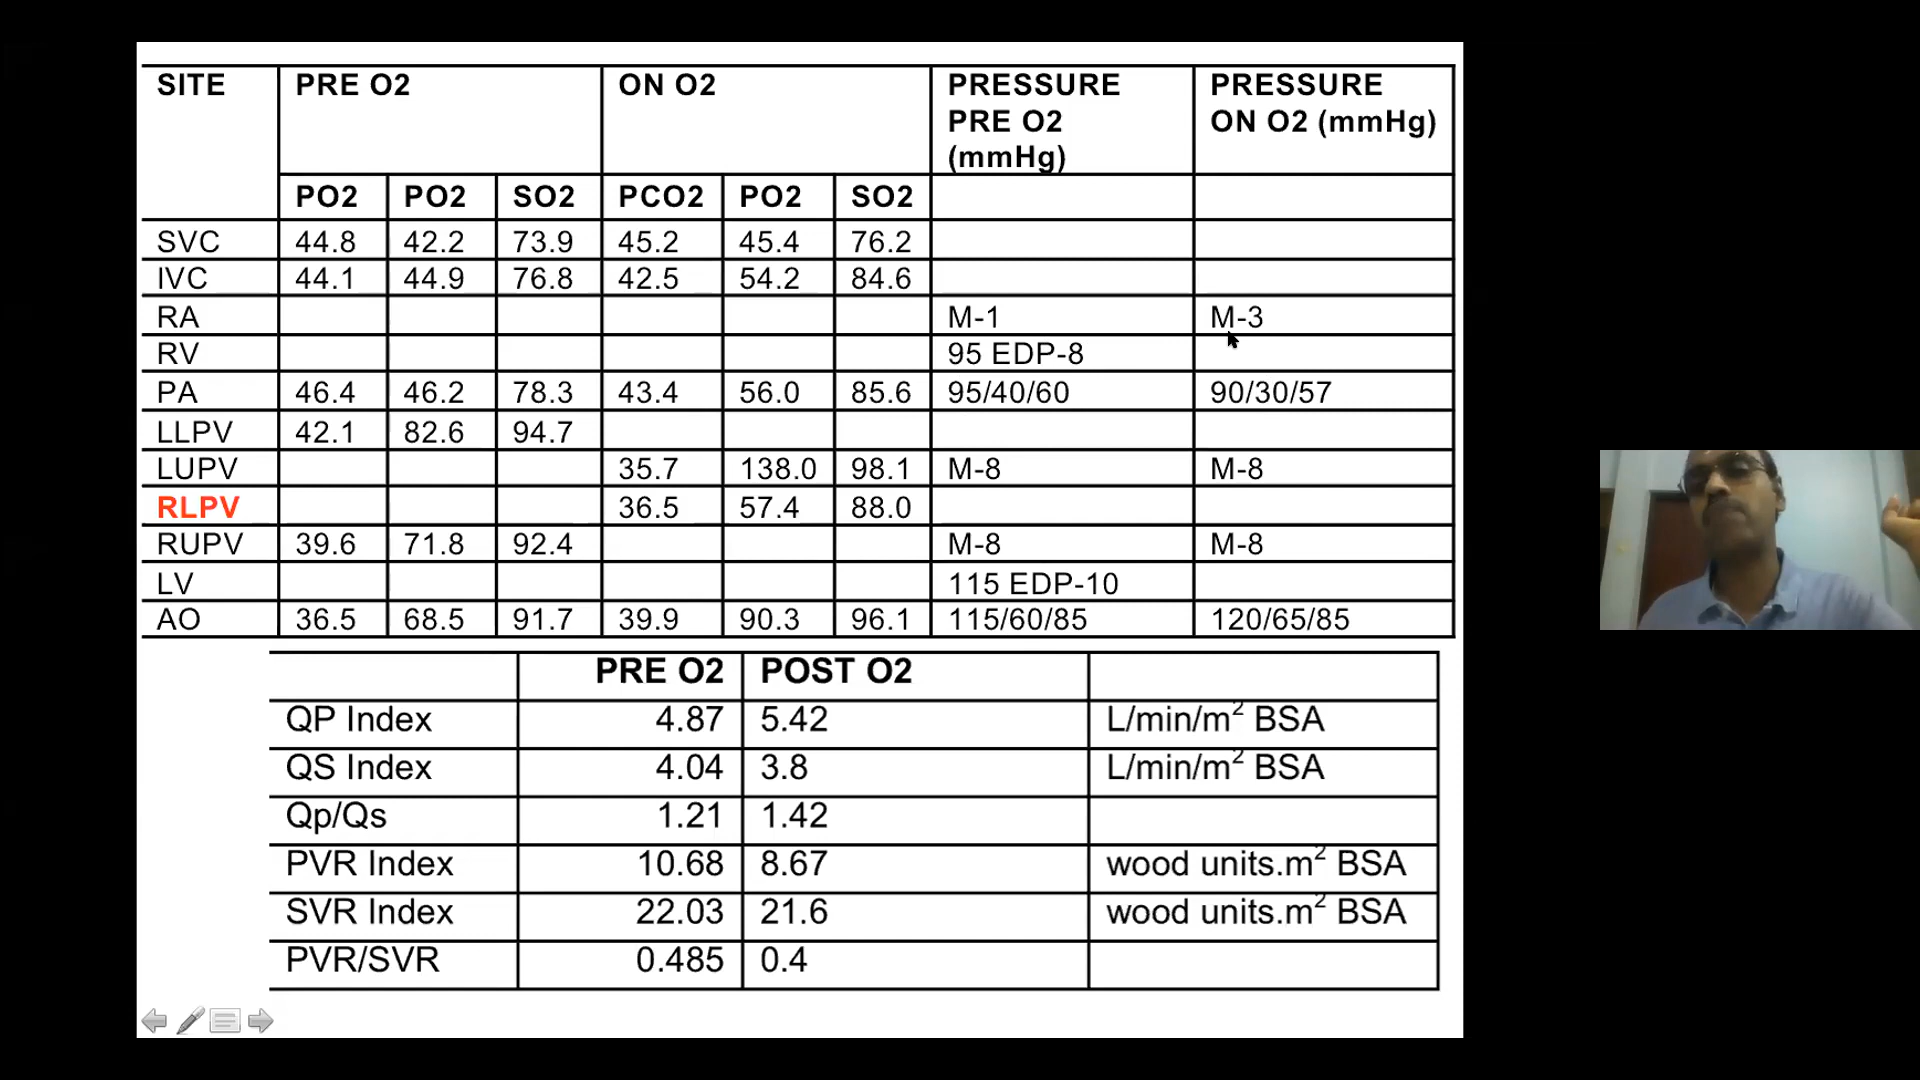 SITE PRE O2 ON O2 PRESSURE PRE O2 (mmHg) PRESSURE ON O2 (mmHg)
PO2 PO2 SO2 PCO2 PO2 SO2
SVC 44.8 42.2 73.9 45.2 45.4 76.2
IVC 44.1 44.9 76.8 42.5 54.2 84.6
RA M-1 M-3
RV 95 EDP-8
PA 46.4 46.2 78.3 43.4 56.0 85.6 95/40/60 90/30/57
LLPV 42.1 82.6 94.7
LUPV 35.7 138.0 98.1 M-8 M-8
RLPV 36.5 57.4 88.0
RUPV 39.6 71.8 92.4 M-8 M-8
LV 115 EDP-10
AO 36.5 68.5 91.7 39.9 90.3 96.1 115/60/85 120/65/85
PRE O2 POST O2
QP Index 4.87 5.42 L/min/m² BSA
QS Index 4.04 3.8 L/min/m² BSA
Qp/Qs 1.21 1.42
PVR Index 10.68 8.67 wood units.m² BSA
SVR Index 22.03 21.6 wood units.m² BSA
PVR/SVR 0.485 0.4